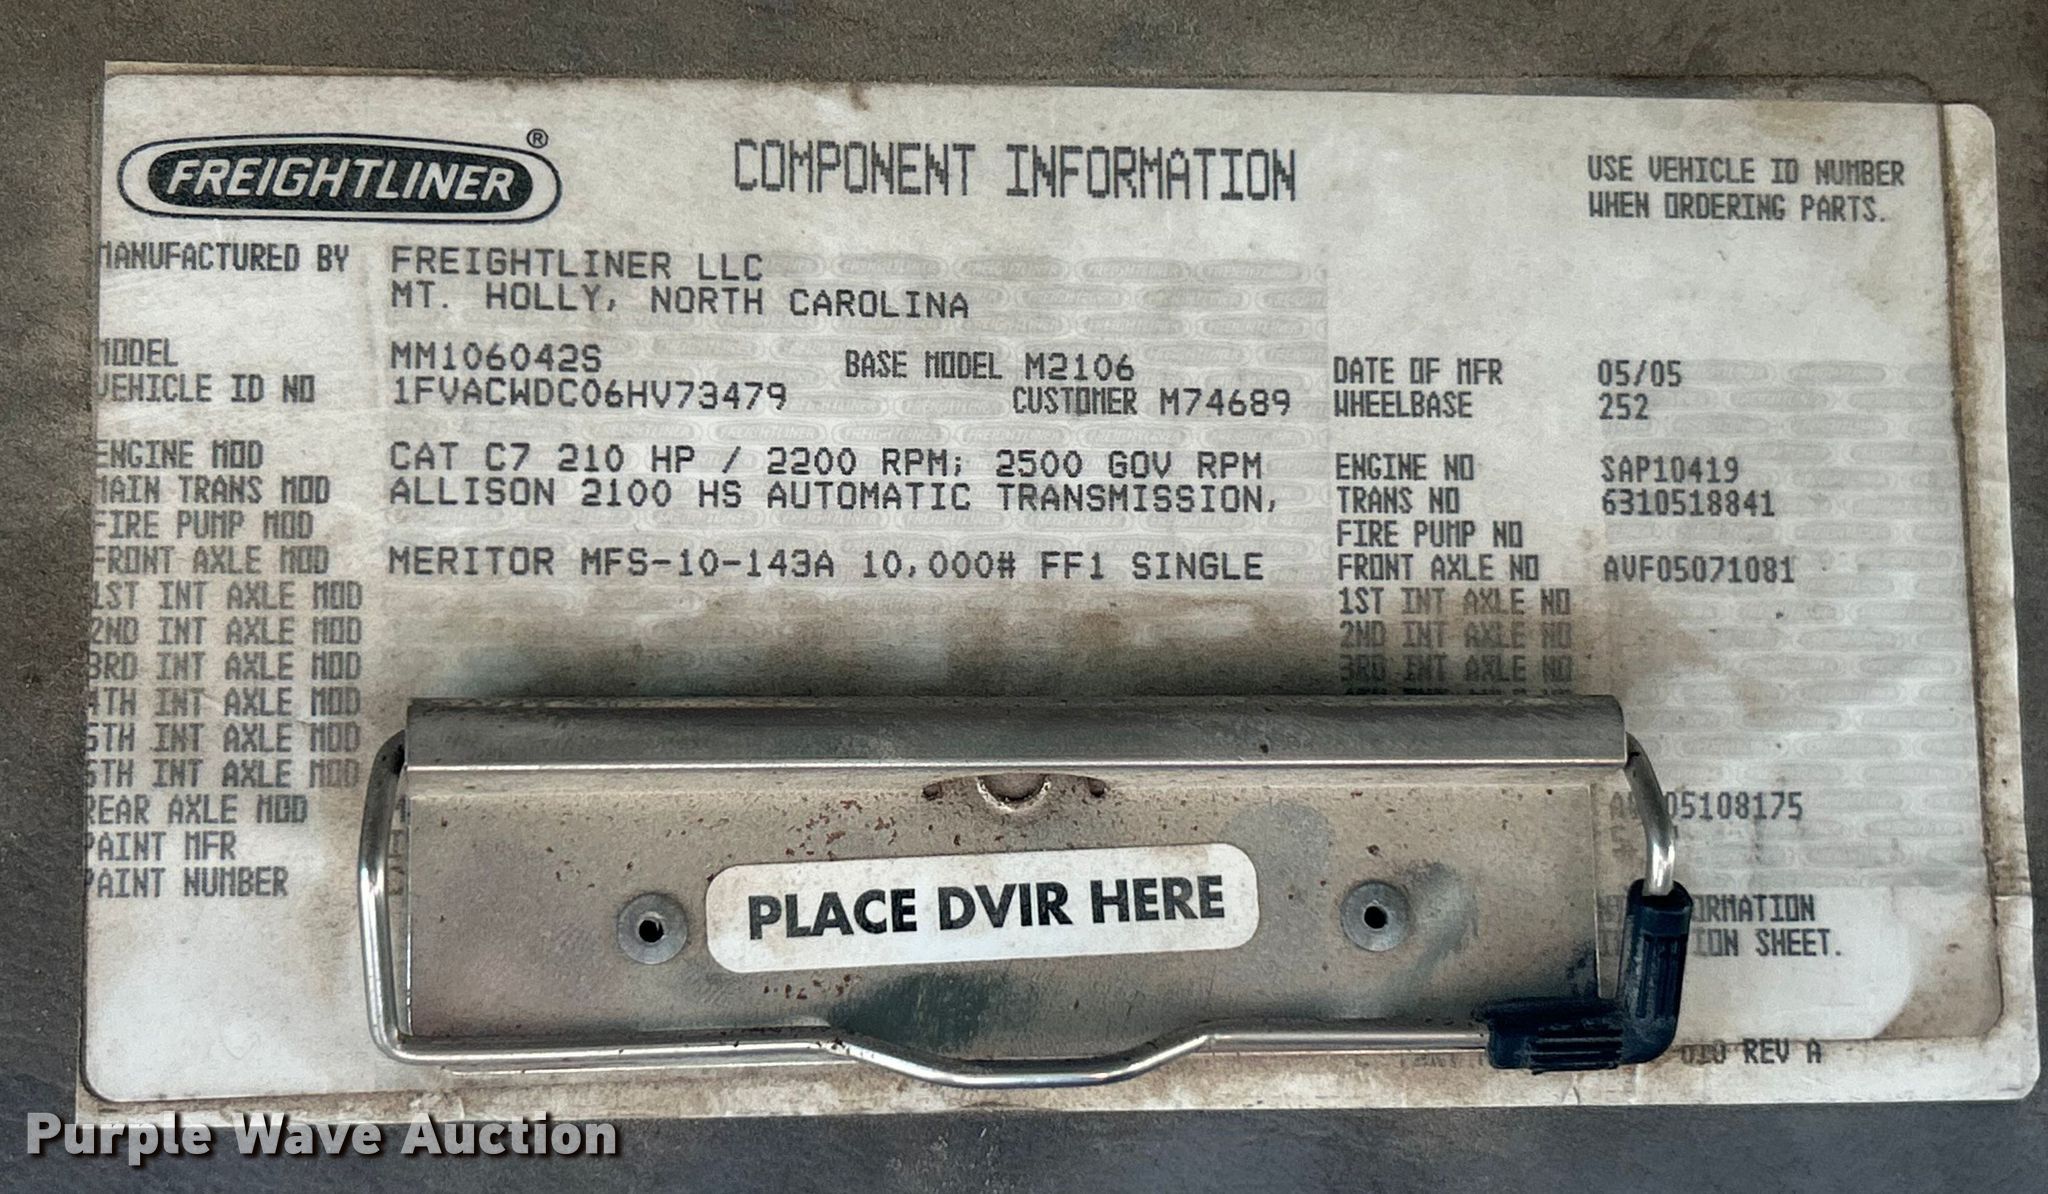 FREIGHTLINER®
COMPONENT INFORMATION
USE VEHICLE ID NUMBER
WHEN ORDERING PARTS.
MANUFACTURED BY FREIGHTLINER LLC
MT. HOLLY, NORTH CAROLINA
MODEL MM106042S BASE MODEL M2106 DATE OF MFR 05/05
VEHICLE ID NO 1FVACWDC06HV73479 CUSTOMER M74689 WHEELBASE 252
ENGINE MOD CAT C7 210 HP / 2200 RPM; 2500 GOV RPM ENGINE NO SAP10419
MAIN TRANS MOD ALLISON 2100 HS AUTOMATIC TRANSMISSION, TRANS NO 6310518841
FIRE PUMP MOD FIRE PUMP NO
FRONT AXLE MOD MERITOR MFS-10-143A 10,000# FF1 SINGLE FRONT AXLE NO AVF05071081
1ST INT AXLE MOD 1ST INT AXLE NO
2ND INT AXLE MOD 2ND INT AXLE NO
3RD INT AXLE MOD 3RD INT AXLE NO
4TH INT AXLE MOD
5TH INT AXLE MOD
6TH INT AXLE MOD
REAR AXLE MOD 05108175
PAINT MFR
PAINT NUMBER
PLACE DVIR HERE
SHEET.
010 REV A
Purple Wave Auction